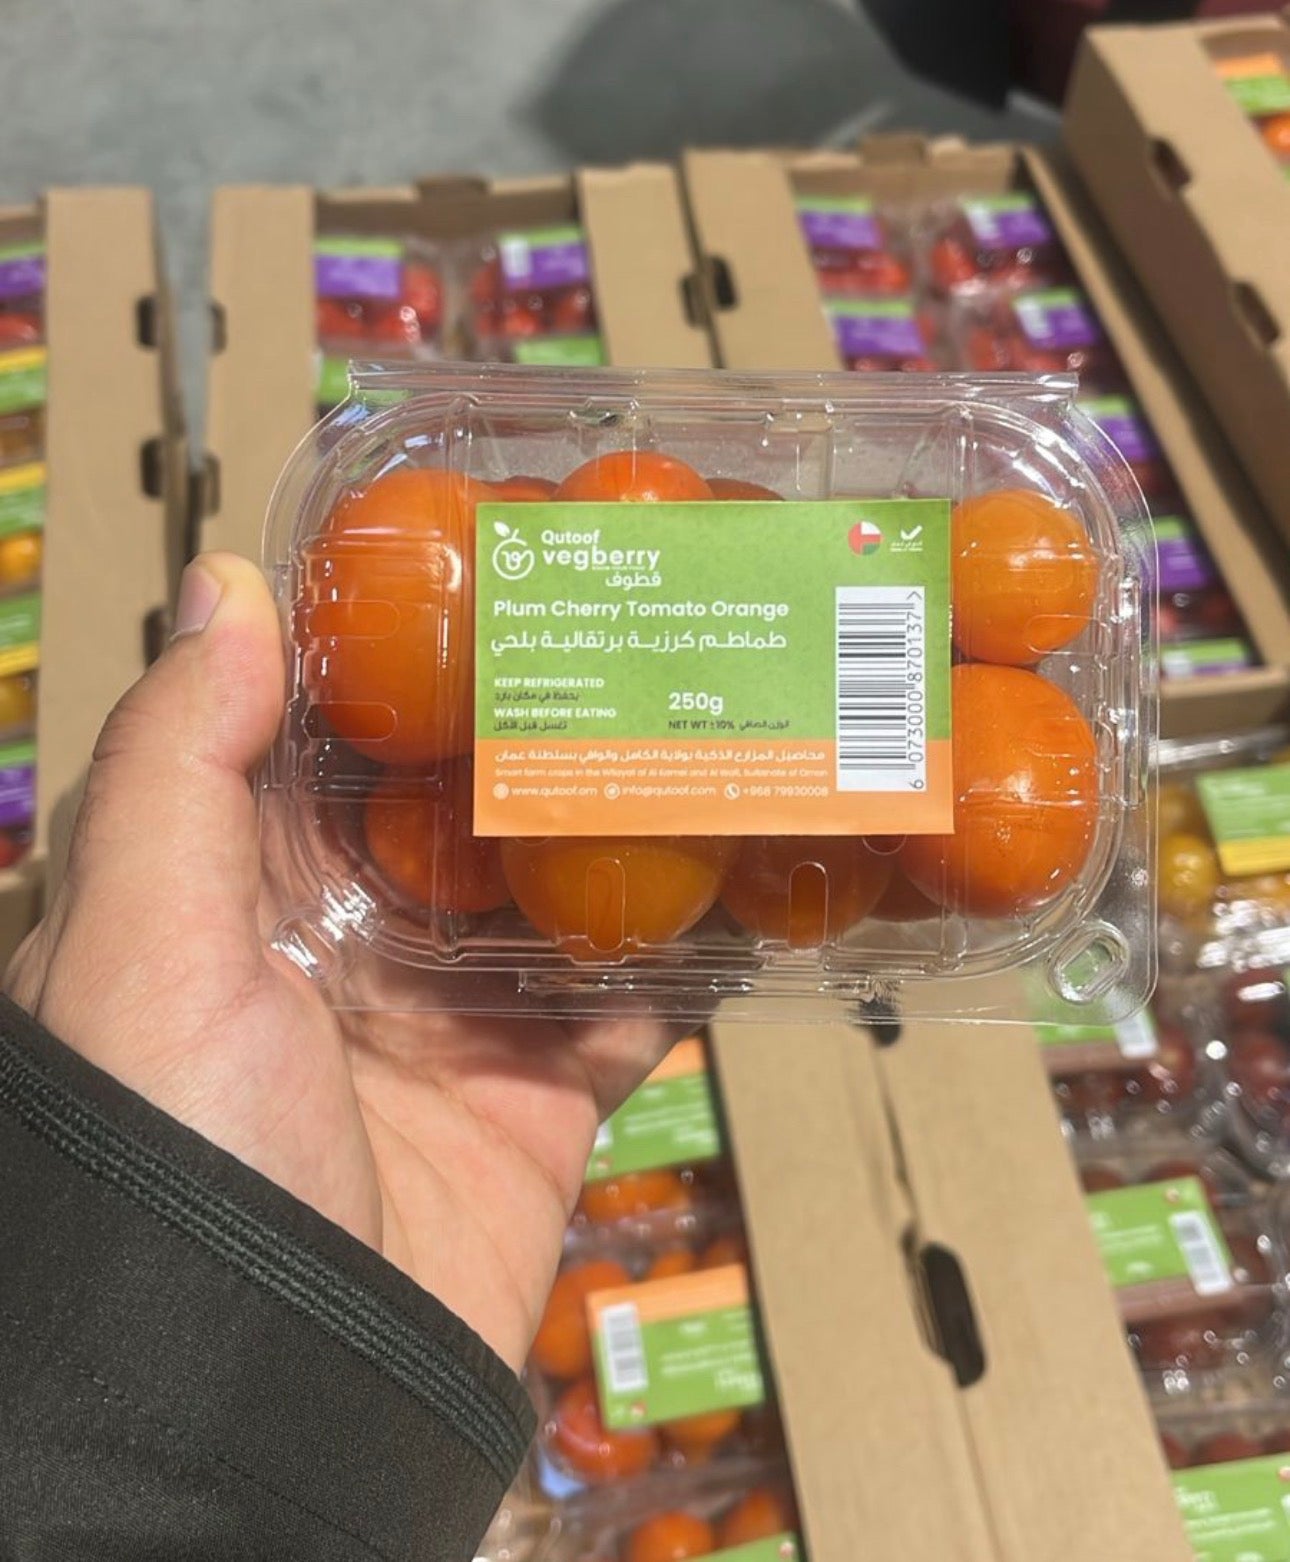 Qutoof
vegberry
قطوف
Plum Cherry Tomato Orange
طماطم كرزية برتقالية بلحي
KEEP REFRIGERATED
يحفظ في مكان بارد
WASH BEFORE EATING
تغسل قبل الأكل
250g
NET WT ±10% الوزن الصافي
محاصيل المزارع الذكية بولاية الكامل والوافي بسلطنة عمان
Smart farm crops in the Wilayat of Al Kamel and Al Wafi, Sultanate of Oman
www.qutoof.om info@qutoof.com +968 79930008
6 073000 870137 >